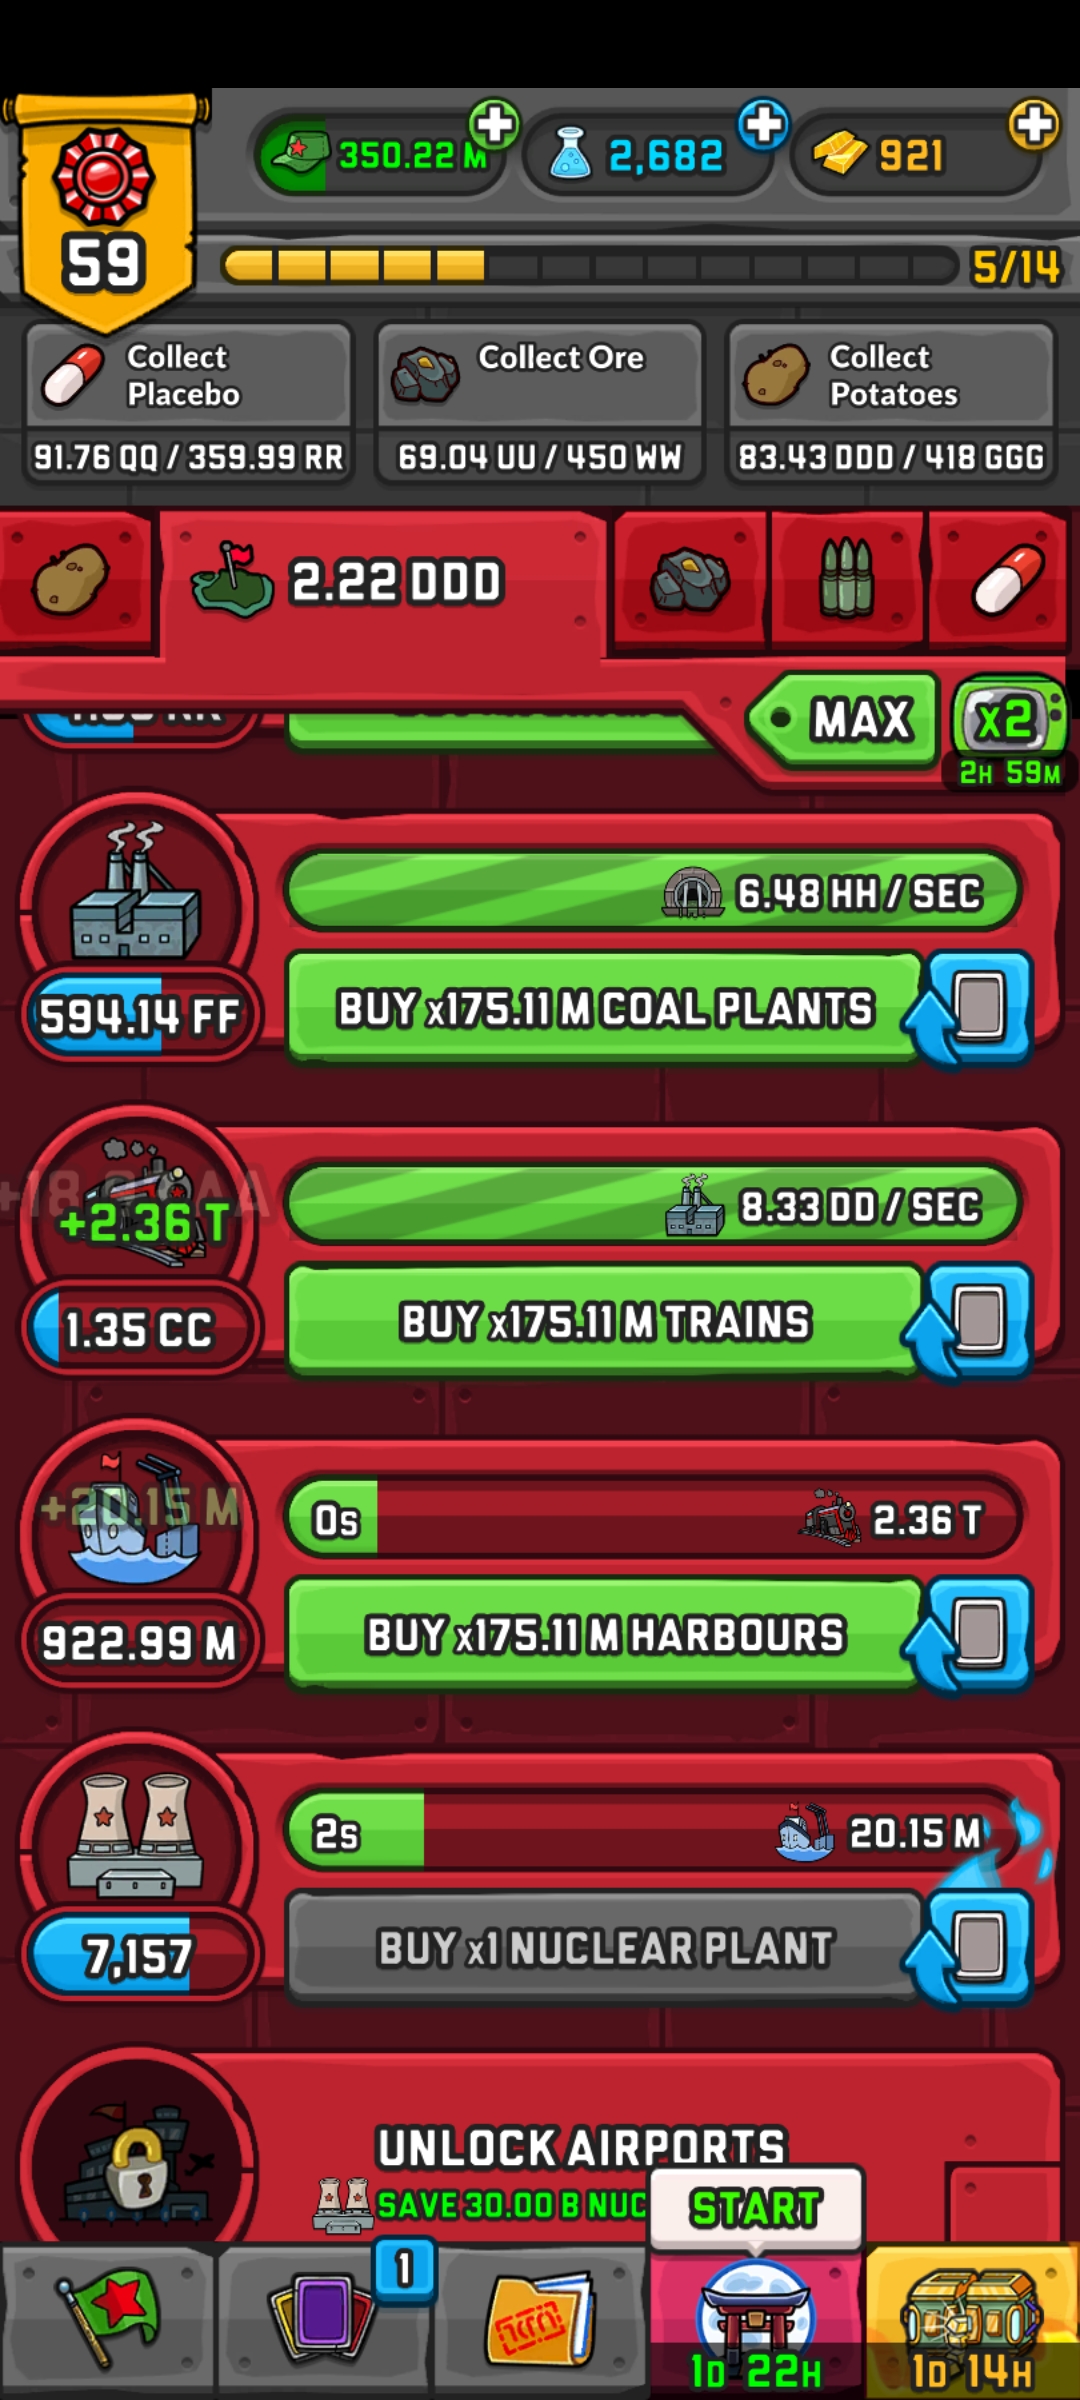 350.22 M
2,682
921
59
5/14
Collect
Placebo
91.76 QQ / 359.99 RR
Collect Ore
69.04 UU / 450 WW
Collect
Potatoes
83.43 DDD / 418 GGG
2.22 DDD
MAX
x2
2H 59M
6.48 HH / SEC
594.14 FF
BUY x175.11 M COAL PLANTS
+2.36 T
8.33 DD / SEC
1.35 CC
BUY x175.11 M TRAINS
+20.15 M
0s
2.36 T
922.99 M
BUY x175.11 M HARBOURS
2s
20.15 M
7,157
BUY x1 NUCLEAR PLANT
UNLOCK AIRPORTS
SAVE 30.00 B NUC
START
1
1D 22H
1D 14H